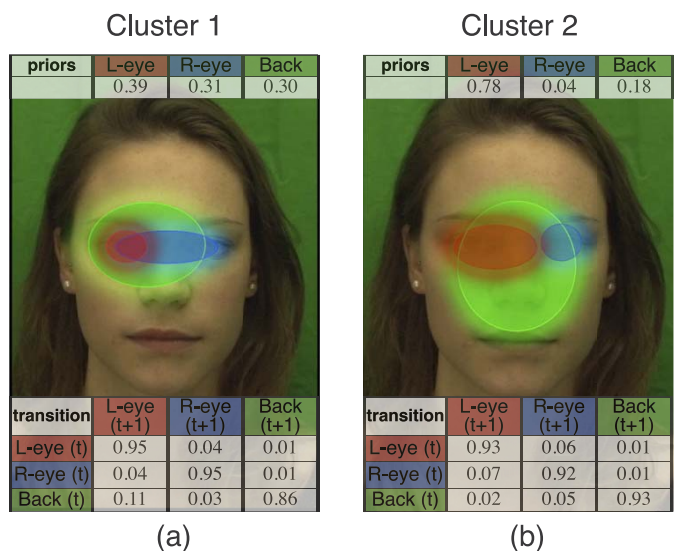 Cluster 1
priors L-eye R-eye Back
0.39 0.31 0.30
transition L-eye (t+1) R-eye (t+1) Back (t+1)
L-eye (t) 0.95 0.04 0.01
R-eye (t) 0.04 0.95 0.01
Back (t) 0.11 0.03 0.86
(a)
Cluster 2
priors L-eye R-eye Back
0.78 0.04 0.18
transition L-eye (t+1) R-eye (t+1) Back (t+1)
L-eye (t) 0.93 0.06 0.01
R-eye (t) 0.07 0.92 0.01
Back (t) 0.02 0.05 0.93
(b)